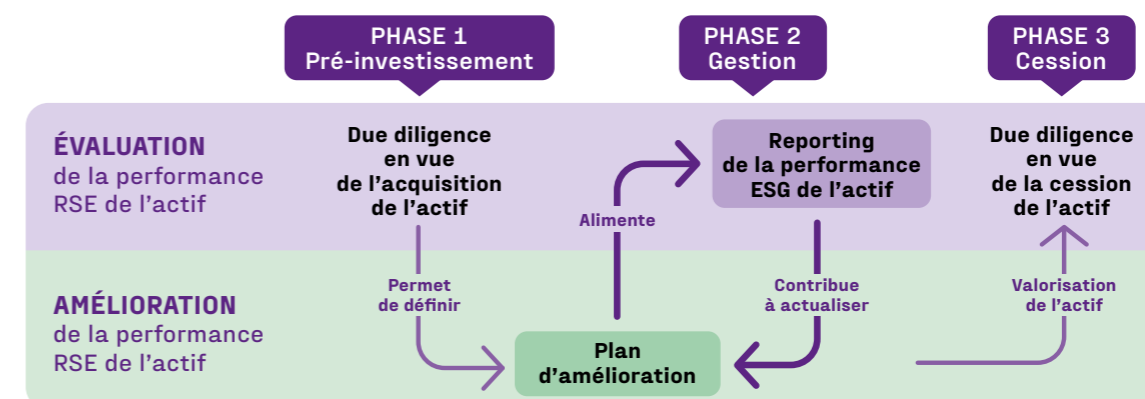 PHASE 1
Pré-investissement
PHASE 2
Gestion
PHASE 3
Cession
ÉVALUATION
de la performance
RSE de l'actif
Due diligence
en vue
de l'acquisition
de l'actif
Alimente
Reporting
de la performance
ESG de l'actif
Due diligence
en vue
de la cession
de l'actif
AMÉLIORATION
de la performance
RSE de l'actif
Permet
de définir
Plan
d'amélioration
Contribue
à actualiser
Valorisation
de l'actif